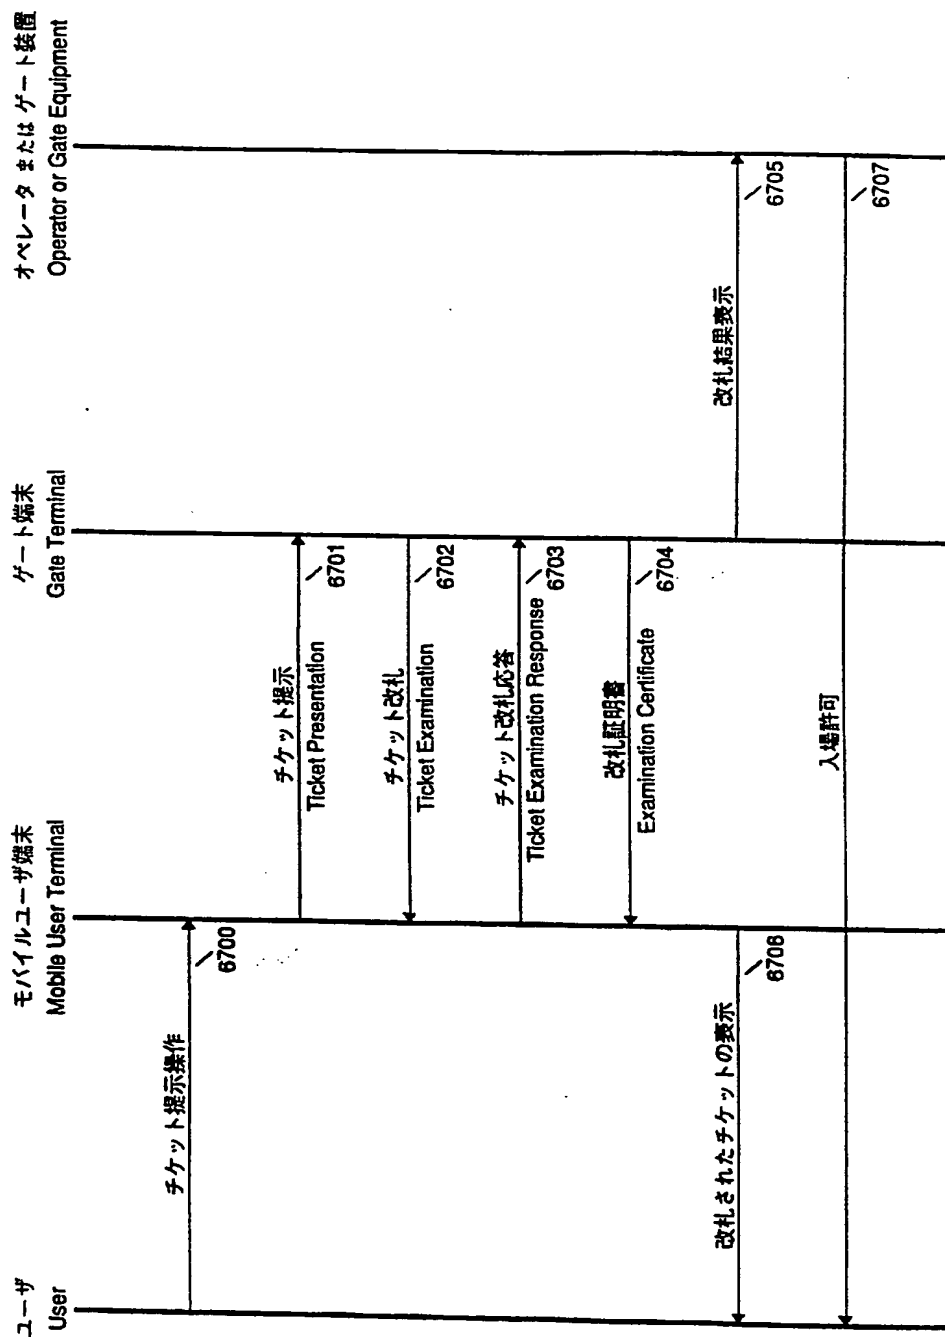 ユーザ
User
モバイルユーザ端末
Mobile User Terminal
ゲート端末
Gate Terminal
オペレータ または ゲート装置
Operator or Gate Equipment
チケット提示操作
6700
チケット提示
Ticket Presentation
6701
チケット改札
Ticket Examination
6702
チケット改札応答
Ticket Examination Response
6703
改札証明書
Examination Certificate
6704
改札されたチケットの表示
6706
改札結果表示
6705
入場許可
6707